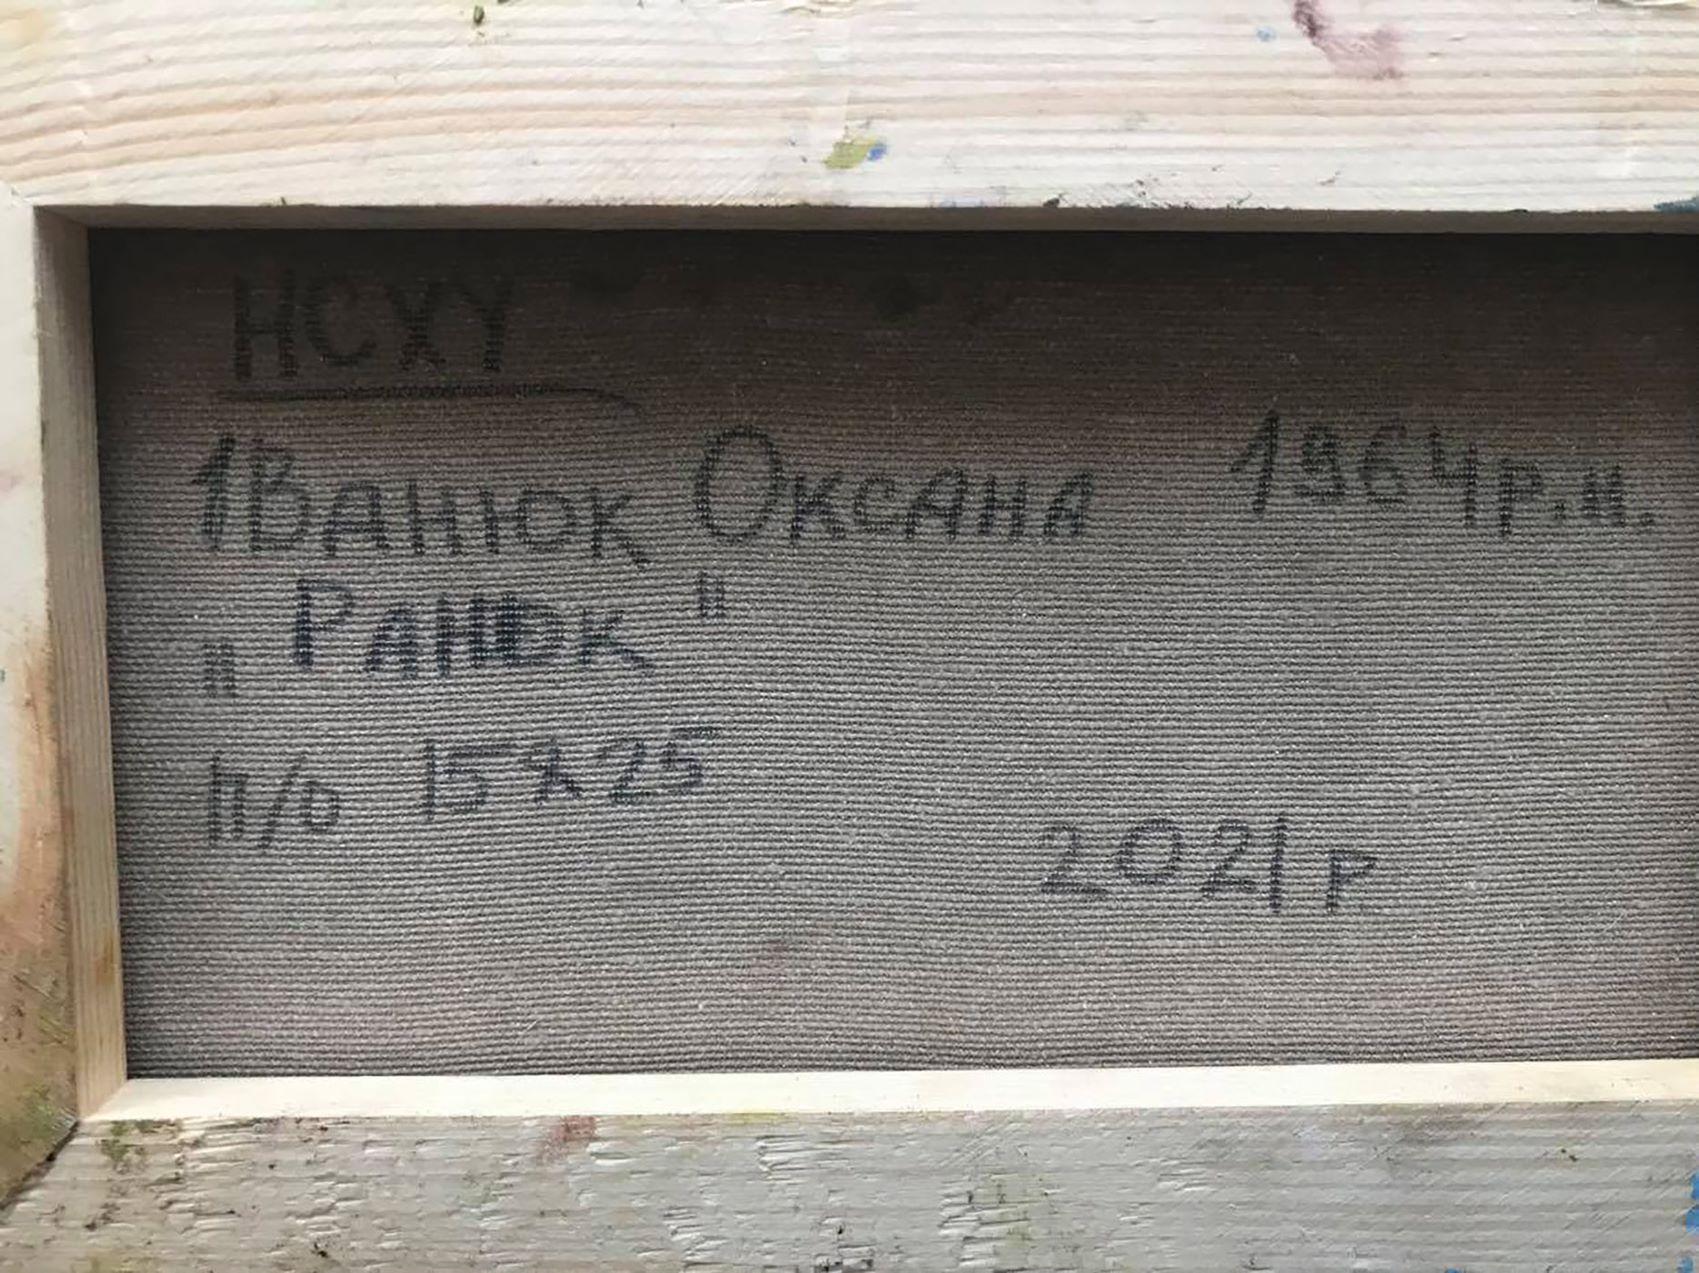 НСХУ
Іванюк Оксана 1964р.н.
„Ранок"
п/о 15х25
2021р